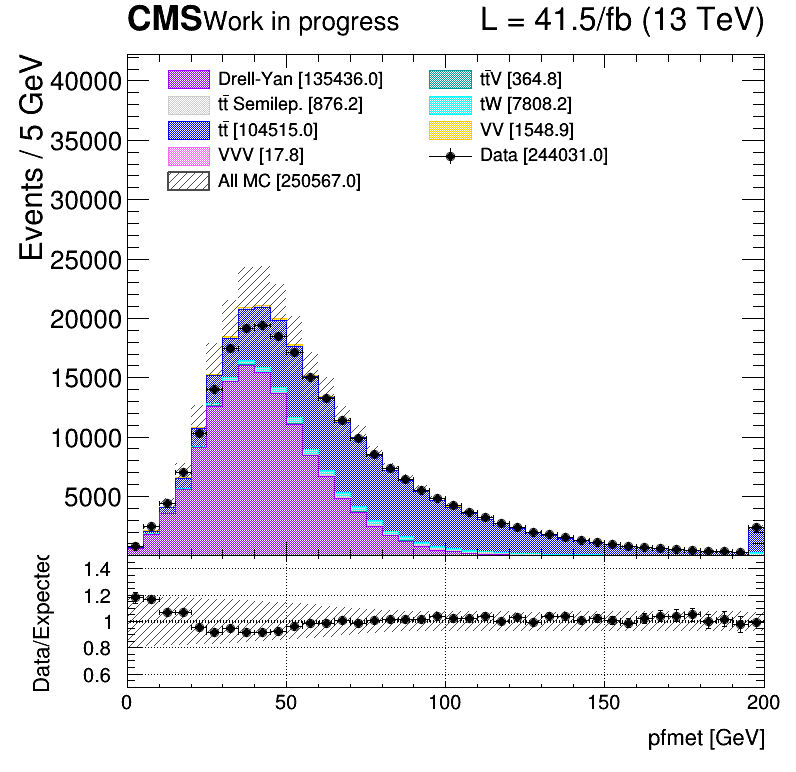 CMS Work in progress L = 41.5/fb (13 TeV)
Events / 5 GeV
40000
35000
30000
25000
20000
15000
10000
5000
Drell-Yan [135436.0]
tt̄ Semilep. [876.2]
tt̄ [104515.0]
VVV [17.8]
All MC [250567.0]
tt̄V [364.8]
tW [7808.2]
VV [1548.9]
Data [244031.0]
Data/Expected
1.4
1.2
1
0.8
0.6
0 50 100 150 200
pfmet [GeV]